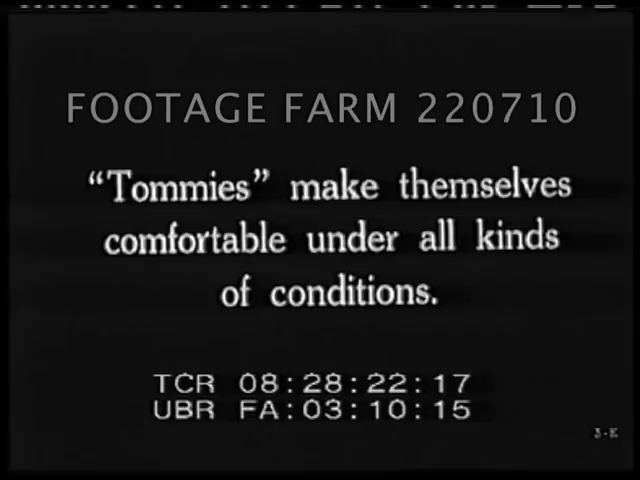 FOOTAGE FARM 220710
“Tommies” make themselves
comfortable under all kinds
of conditions.
TCR 08:28:22:17
UBR FA:03:10:15
3-K